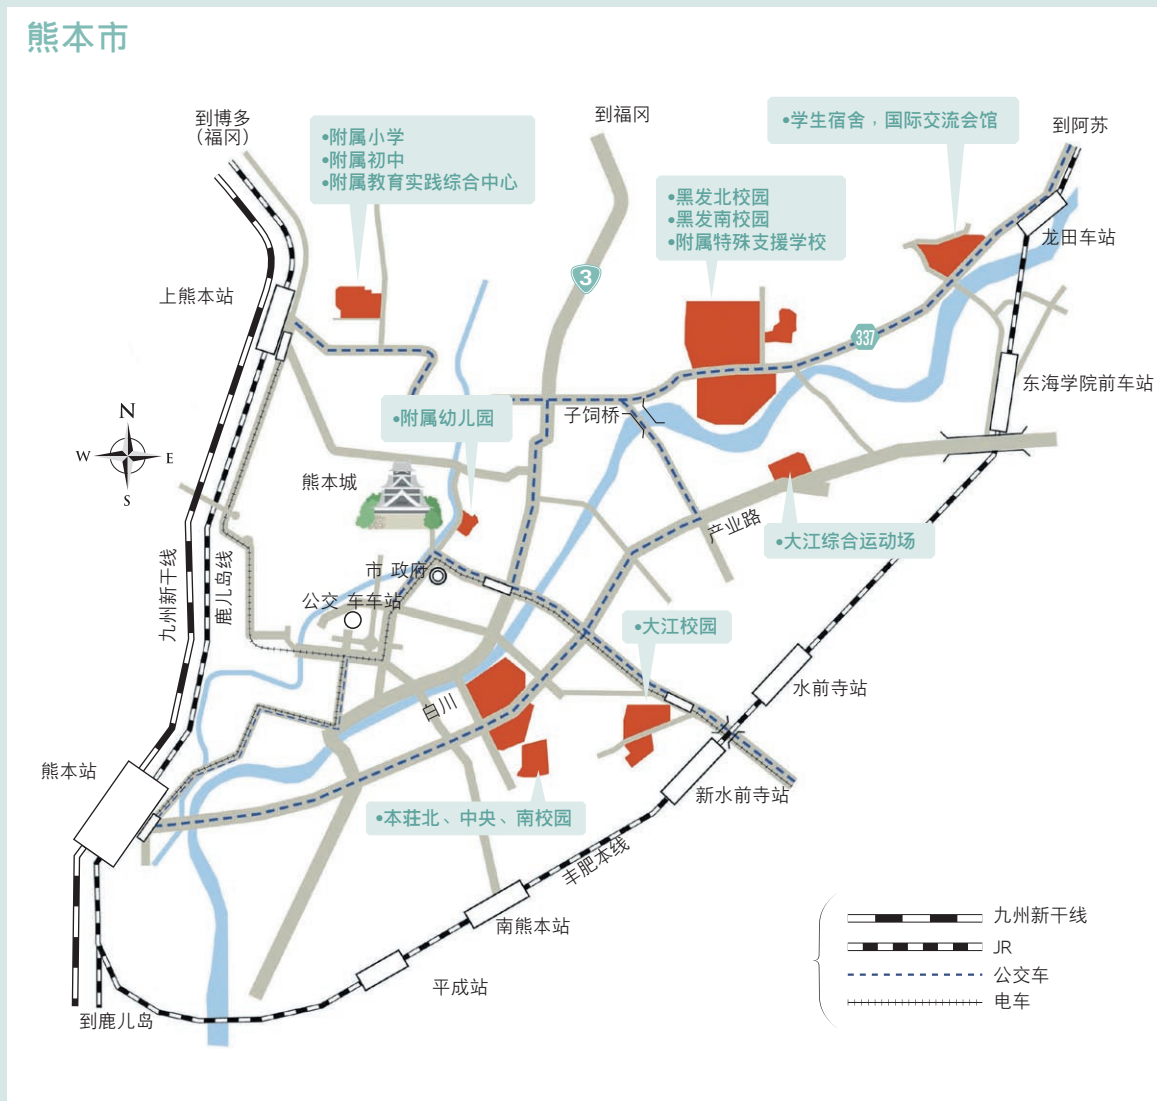 熊本市
到博多
（福冈）
•附属小学
•附属初中
•附属教育实践综合中心
到福冈
•学生宿舍，国际交流会馆
到阿苏
•黑发北校园
•黑发南校园
•附属特殊支援学校
龙田车站
3
上熊本站
337
东海学院前车站
子饲桥
•附属幼儿园
N
W
E
S
熊本城
产业路
•大江综合运动场
九州新干线
鹿儿岛线
市 政府
公交 车车站
•大江校园
水前寺站
白川
熊本站
新水前寺站
•本荘北、中央、南校园
丰肥本线
南熊本站
平成站
到鹿儿岛
九州新干线
JR
公交车
电车